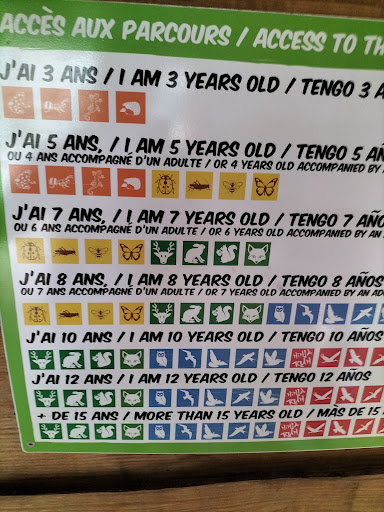 ACCÈS AUX PARCOURS / ACCESS TO TH
J'AI 3 ANS / I AM 3 YEARS OLD / TENGO 3 A
J'AI 5 ANS, / I AM 5 YEARS OLD / TENGO 5 AÑ
OU 4 ANS ACCOMPAGNÉ D'UN ADULTE / OR 4 YEARS OLD ACCOMPANIED BY AN
J'AI 7 ANS, / I AM 7 YEARS OLD / TENGO 7 AÑO
OU 6 ANS ACCOMPAGNÉ D'UN ADULTE / OR 6 YEARS OLD ACCOMPANIED BY AN
J'AI 8 ANS / I AM 8 YEARS OLD / TENGO 8 AÑOS
OU 7 ANS ACCOMPAGNÉ D'UN ADULTE / OR 7 YEARS OLD ACCOMPANIED BY AN AD
J'AI 10 ANS / I AM 10 YEARS OLD / TENGO 10 AÑOS
J'AI 12 ANS / I AM 12 YEARS OLD / TENGO 12 AÑOS
+ DE 15 ANS / MORE THAN 15 YEARS OLD / MÁS DE 15